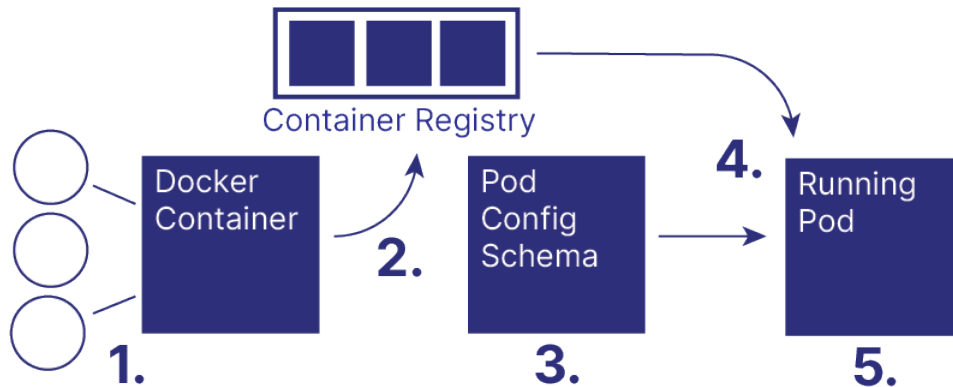 Container Registry
Docker
Container
1.
2.
Pod
Config
Schema
3.
4.
Running
Pod
5.